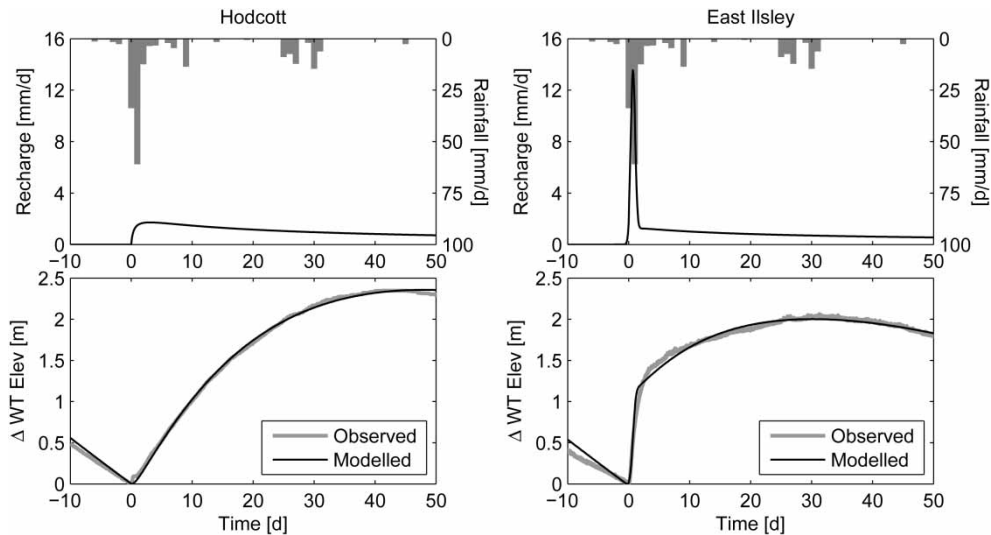 Hodcott
East Ilsley
16
12
8
4
0
Recharge [mm/d]
0
25
50
75
100
Rainfall [mm/d]
−10 0 10 20 30 40 50
16
12
8
4
0
Recharge [mm/d]
0
25
50
75
100
Rainfall [mm/d]
−10 0 10 20 30 40 50
2.5
2
1.5
1
0.5
0
Δ WT Elev [m]
Observed
Modelled
−10 0 10 20 30 40 50
Time [d]
2.5
2
1.5
1
0.5
0
Δ WT Elev [m]
Observed
Modelled
−10 0 10 20 30 40 50
Time [d]